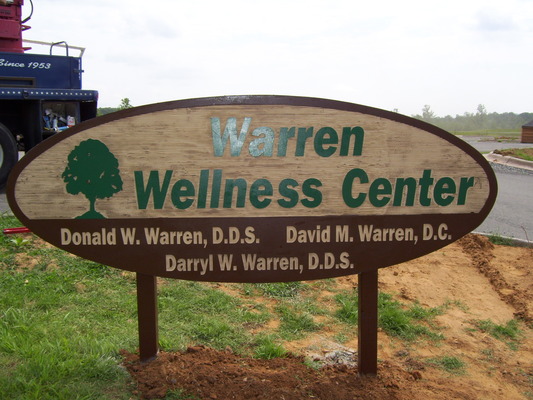 Since 1953
Warren
Wellness Center
Donald W. Warren, D.D.S. David M. Warren, D.C.
Darryl W. Warren, D.D.S.